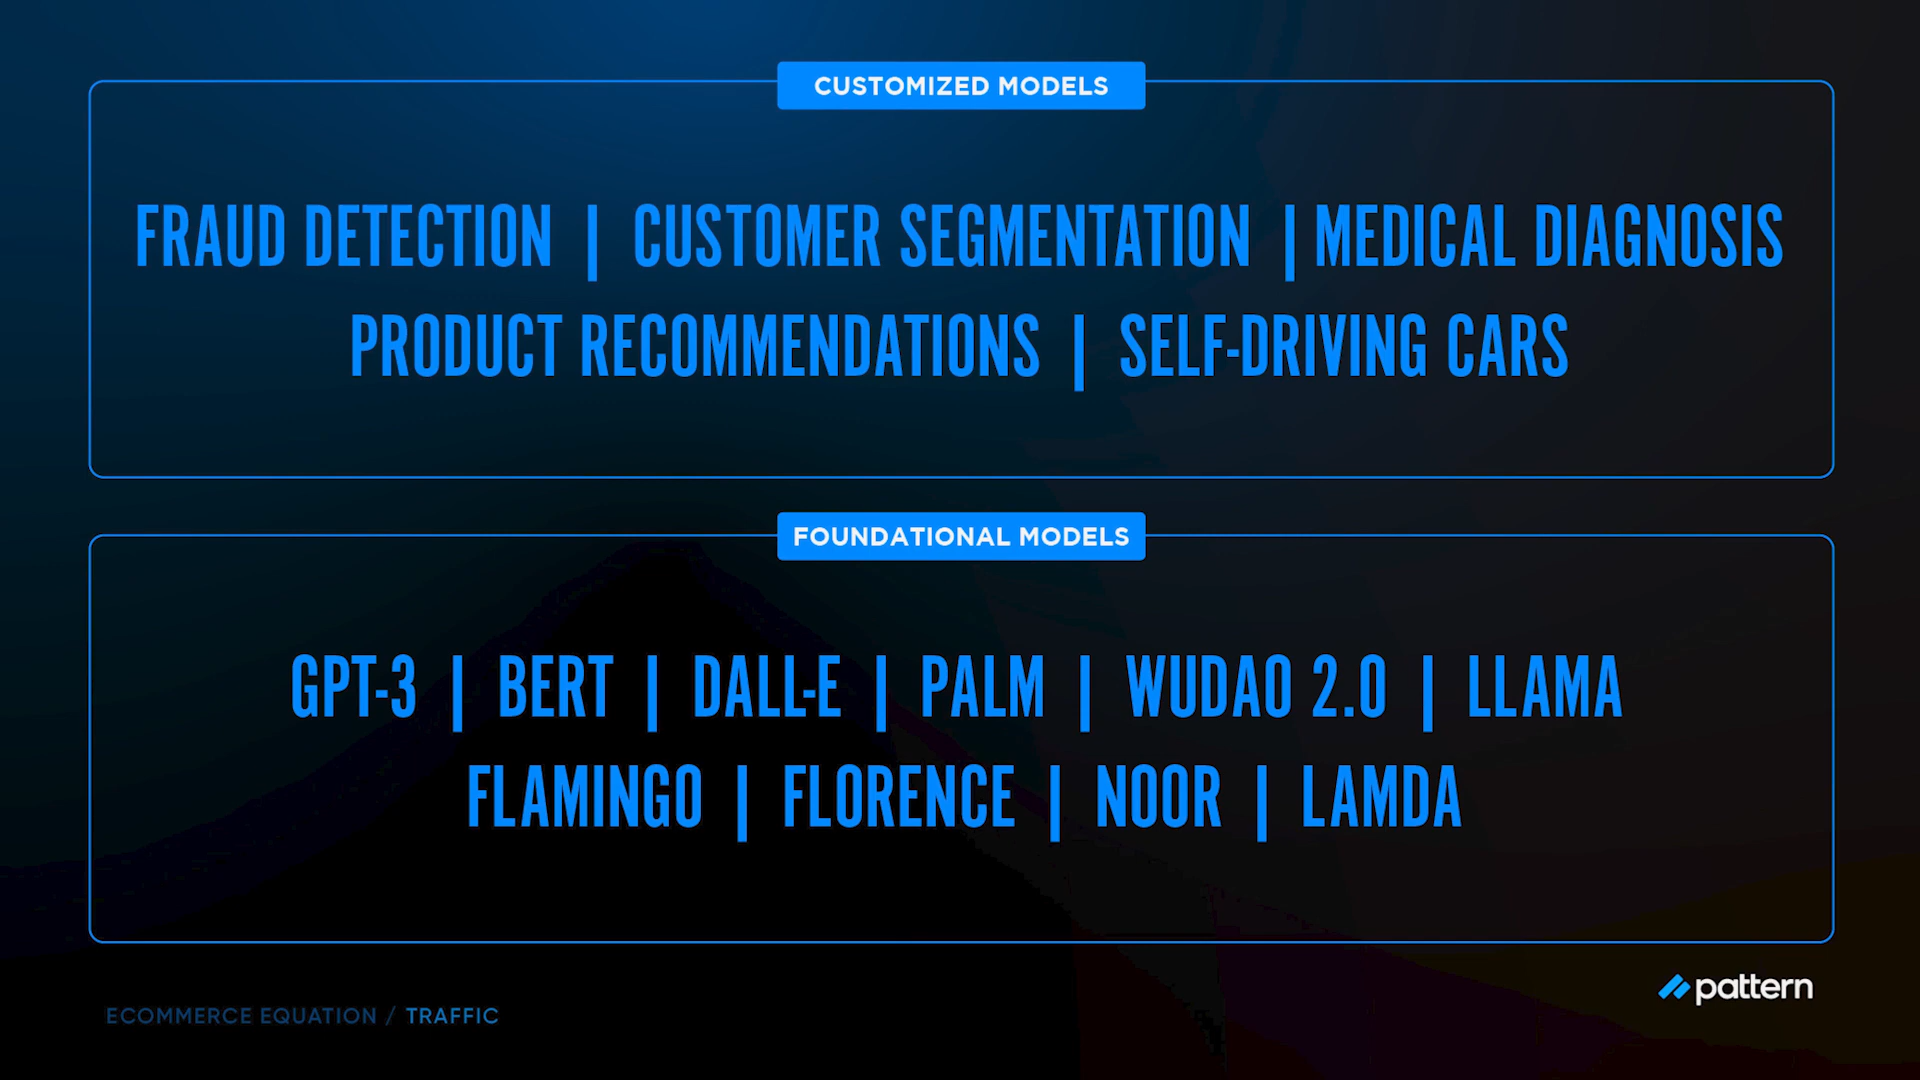 CUSTOMIZED MODELS
FRAUD DETECTION | CUSTOMER SEGMENTATION | MEDICAL DIAGNOSIS
PRODUCT RECOMMENDATIONS | SELF-DRIVING CARS
FOUNDATIONAL MODELS
GPT-3 | BERT | DALL-E | PALM | WUDAO 2.0 | LLAMA
FLAMINGO | FLORENCE | NOOR | LAMDA
pattern
ECOMMERCE EQUATION / TRAFFIC